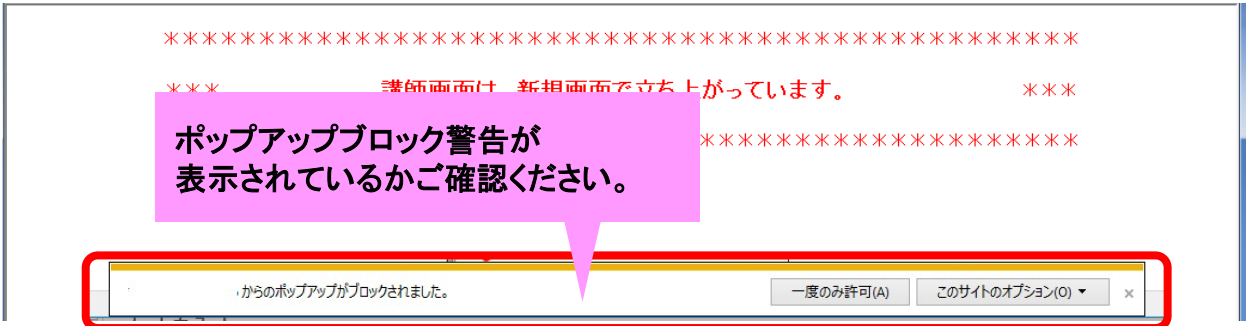 ＊＊＊＊＊＊＊＊＊＊＊＊＊＊＊＊＊＊＊＊＊＊＊＊＊＊＊＊＊＊＊＊＊＊＊＊＊＊＊＊＊＊＊＊＊＊＊＊
＊＊＊ 講師画面は、新規画面で立ち上がっています。 ＊＊＊
ポップアップブロック警告が
表示されているかご確認ください。
＊＊＊＊＊＊＊＊＊＊＊＊＊＊＊＊＊＊＊＊
からのポップアップがブロックされました。 一度のみ許可(A) このサイトのオプション(O) ▼ ×